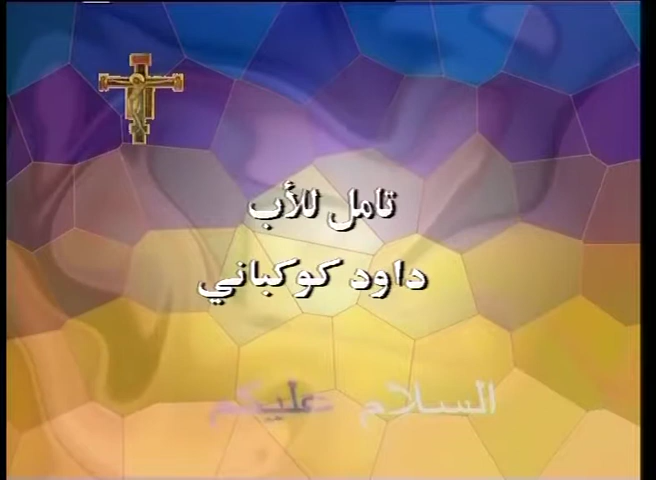 تامل للأب
داود كوكباني
السلام عليكم